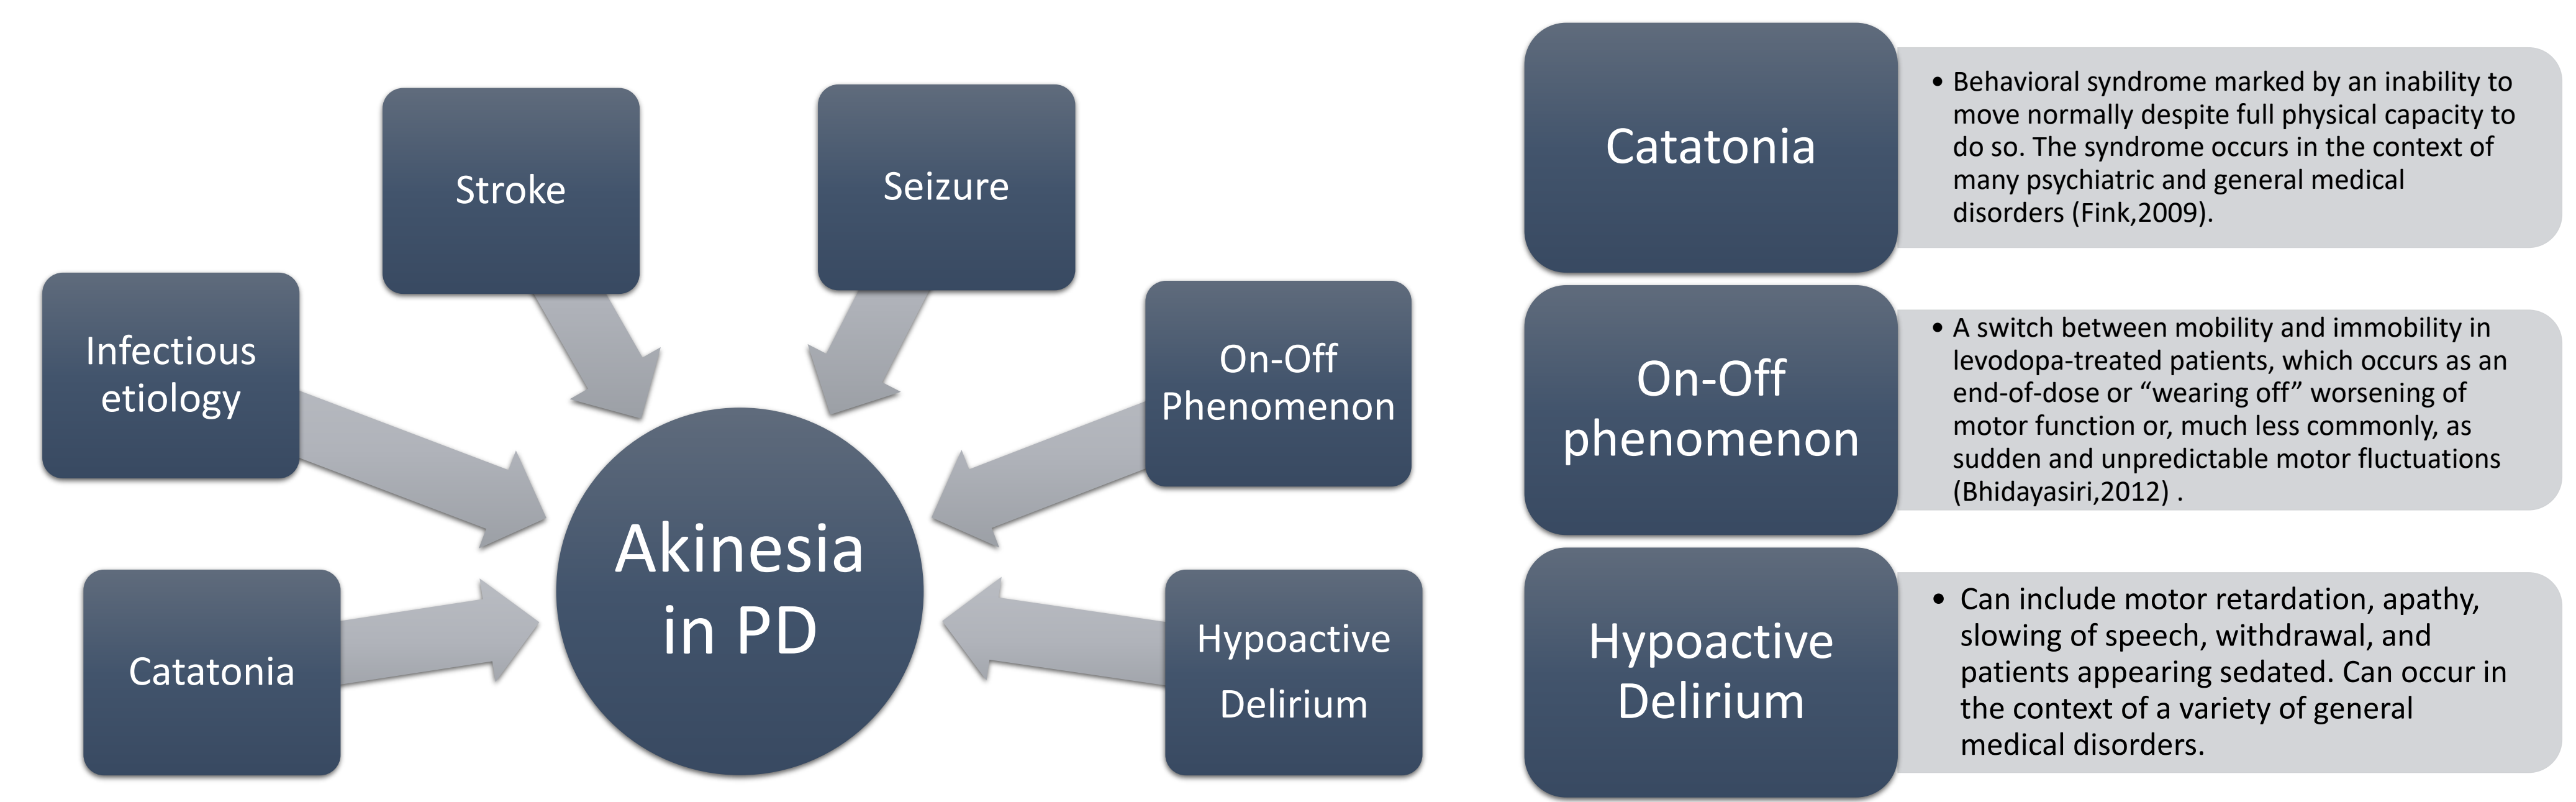 Stroke
Seizure
Infectious
etiology
On-Off
Phenomenon
Catatonia
Akinesia
in PD
Hypoactive
Delirium
Catatonia
• Behavioral syndrome marked by an inability to
move normally despite full physical capacity to
do so. The syndrome occurs in the context of
many psychiatric and general medical
disorders (Fink,2009).
On-Off
phenomenon
• A switch between mobility and immobility in
levodopa-treated patients, which occurs as an
end-of-dose or “wearing off” worsening of
motor function or, much less commonly, as
sudden and unpredictable motor fluctuations
(Bhidayasiri,2012) .
Hypoactive
Delirium
• Can include motor retardation, apathy,
slowing of speech, withdrawal, and
patients appearing sedated. Can occur in
the context of a variety of general
medical disorders.